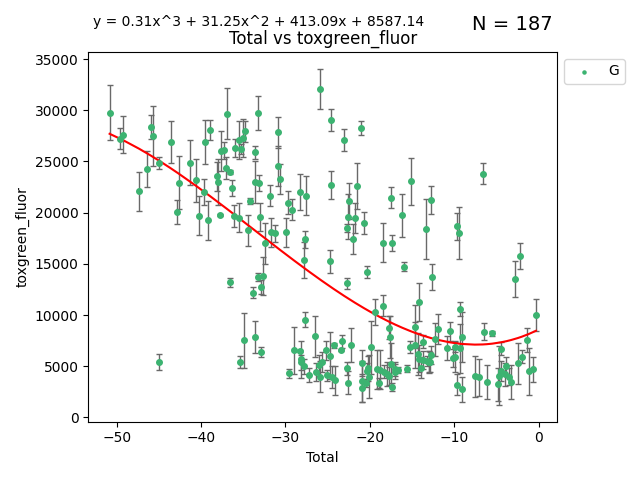 y = 0.31x^3 + 31.25x^2 + 413.09x + 8587.14
N = 187
Total vs toxgreen_fluor
35000
30000
25000
20000
15000
10000
5000
0
toxgreen_fluor
G
−50
−40
−30
−20
−10
0
Total